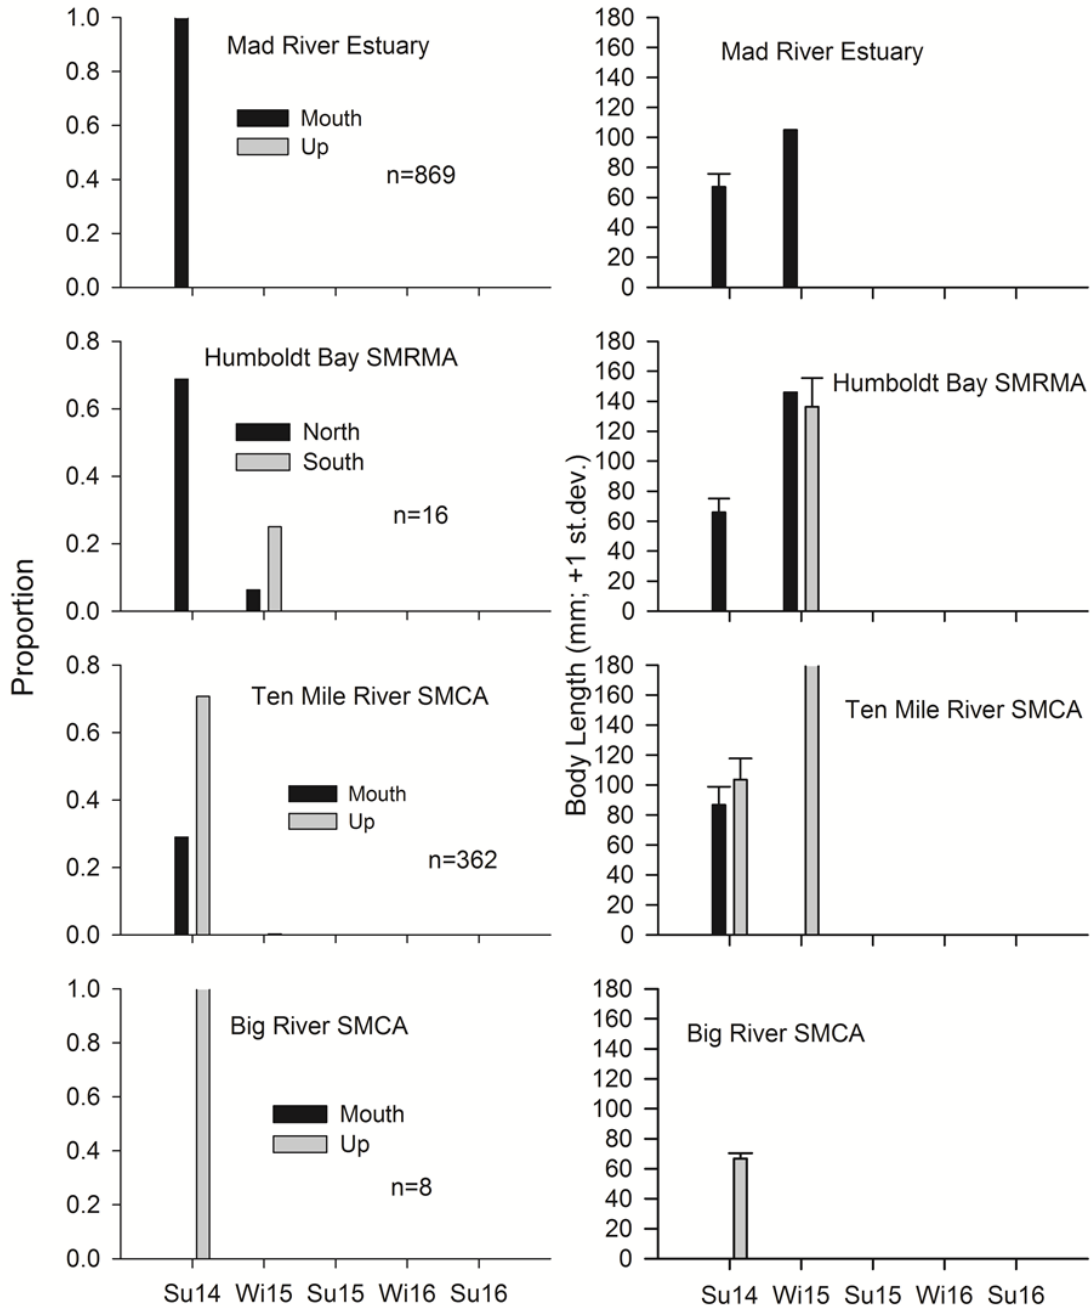 Proportion
1.0
0.8
0.6
0.4
0.2
0.0
Mad River Estuary
Mouth
Up
n=869
0.8
0.6
0.4
0.2
0.0
Humboldt Bay SMRMA
North
South
n=16
0.8
0.6
0.4
0.2
0.0
Ten Mile River SMCA
Mouth
Up
n=362
1.0
0.8
0.6
0.4
0.2
0.0
Big River SMCA
Mouth
Up
n=8
Su14 Wi15 Su15 Wi16 Su16
Body Length (mm; +1 st.dev.)
180
160
140
120
100
80
60
40
20
0
Mad River Estuary
180
160
140
120
100
80
60
40
20
0
Humboldt Bay SMRMA
180
160
140
120
100
80
60
40
20
0
Ten Mile River SMCA
180
160
140
120
100
80
60
40
20
0
Big River SMCA
Su14 Wi15 Su15 Wi16 Su16